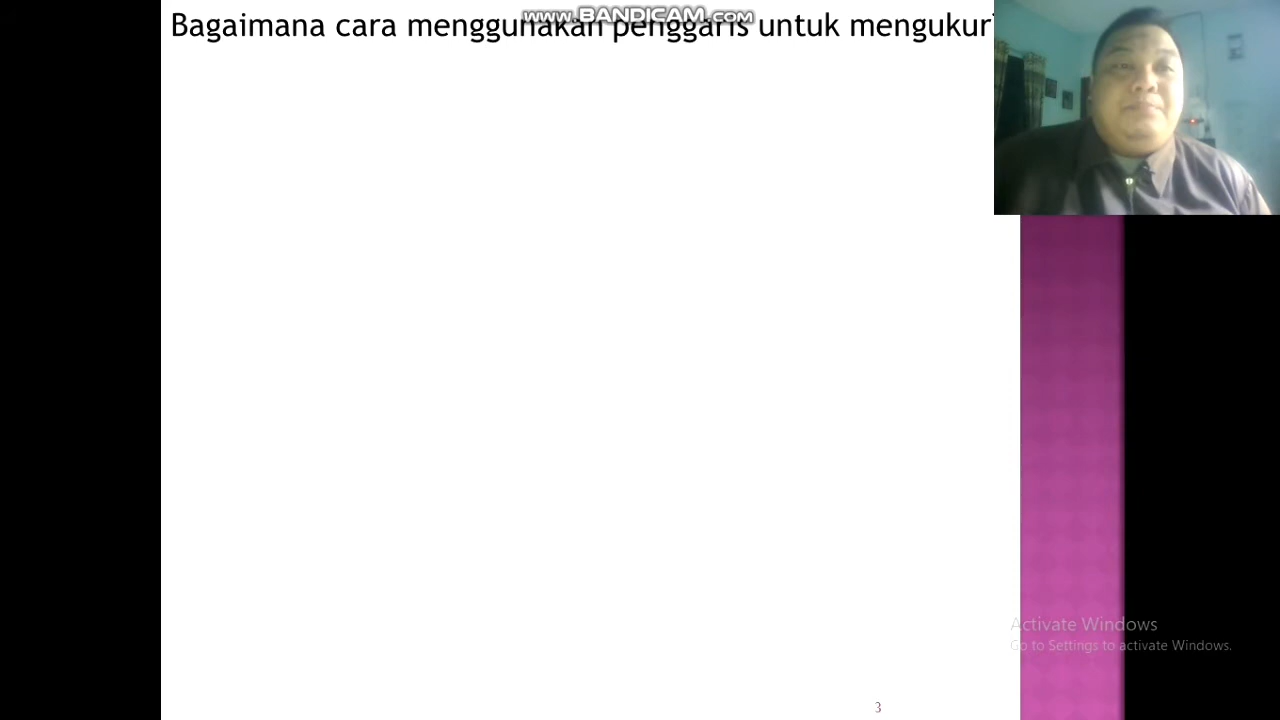 www.BANDICAM.com
Bagaimana cara menggunakan penggaris untuk mengukur
Activate Windows
Go to Settings to activate Windows.
3